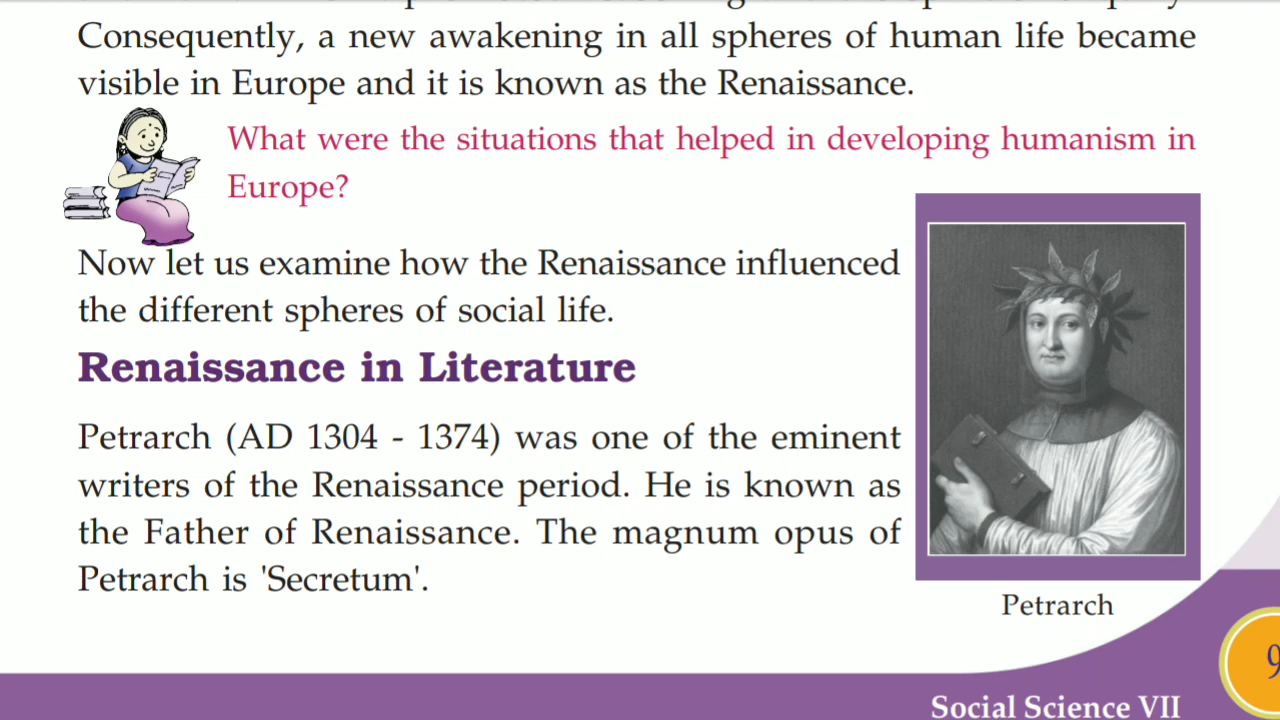 Consequently, a new awakening in all spheres of human life became
visible in Europe and it is known as the Renaissance.
What were the situations that helped in developing humanism in
Europe?
Now let us examine how the Renaissance influenced
the different spheres of social life.
Renaissance in Literature
Petrarch (AD 1304 - 1374) was one of the eminent
writers of the Renaissance period. He is known as
the Father of Renaissance. The magnum opus of
Petrarch is 'Secretum'.
Petrarch
9
Social Science VII